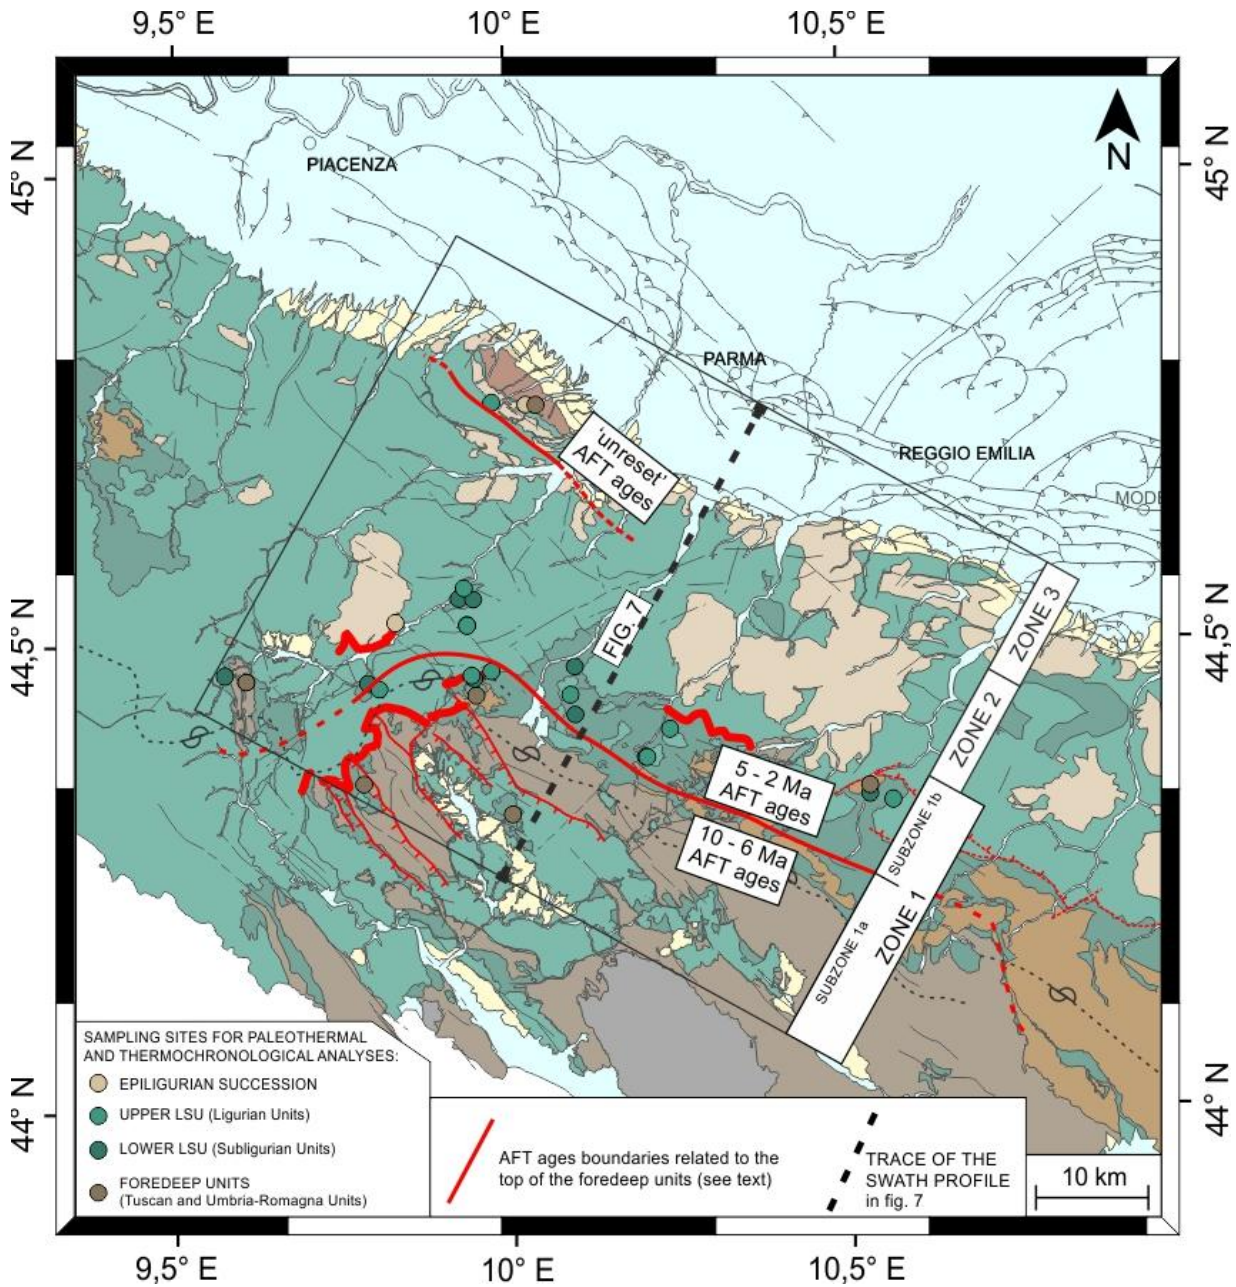 9,5° E
10° E
10,5° E
N
45° N
45° N
PIACENZA
PARMA
REGGIO EMILIA
MODE
'unreset'
AFT ages
FIG. 7
44,5° N
44,5° N
ZONE 3
ZONE 2
SUBZONE 1b
ZONE 1
SUBZONE 1a
5 - 2 Ma
AFT ages
10 - 6 Ma
AFT ages
SAMPLING SITES FOR PALEOTHERMAL
AND THERMOCHRONOLOGICAL ANALYSES:
EPILIGURIAN SUCCESSION
UPPER LSU (Ligurian Units)
LOWER LSU (Subligurian Units)
FOREDEEP UNITS
(Tuscan and Umbria-Romagna Units)
AFT ages boundaries related to the
top of the foredeep units (see text)
TRACE OF THE
SWATH PROFILE
in fig. 7
10 km
44° N
44° N
9,5° E
10° E
10,5° E